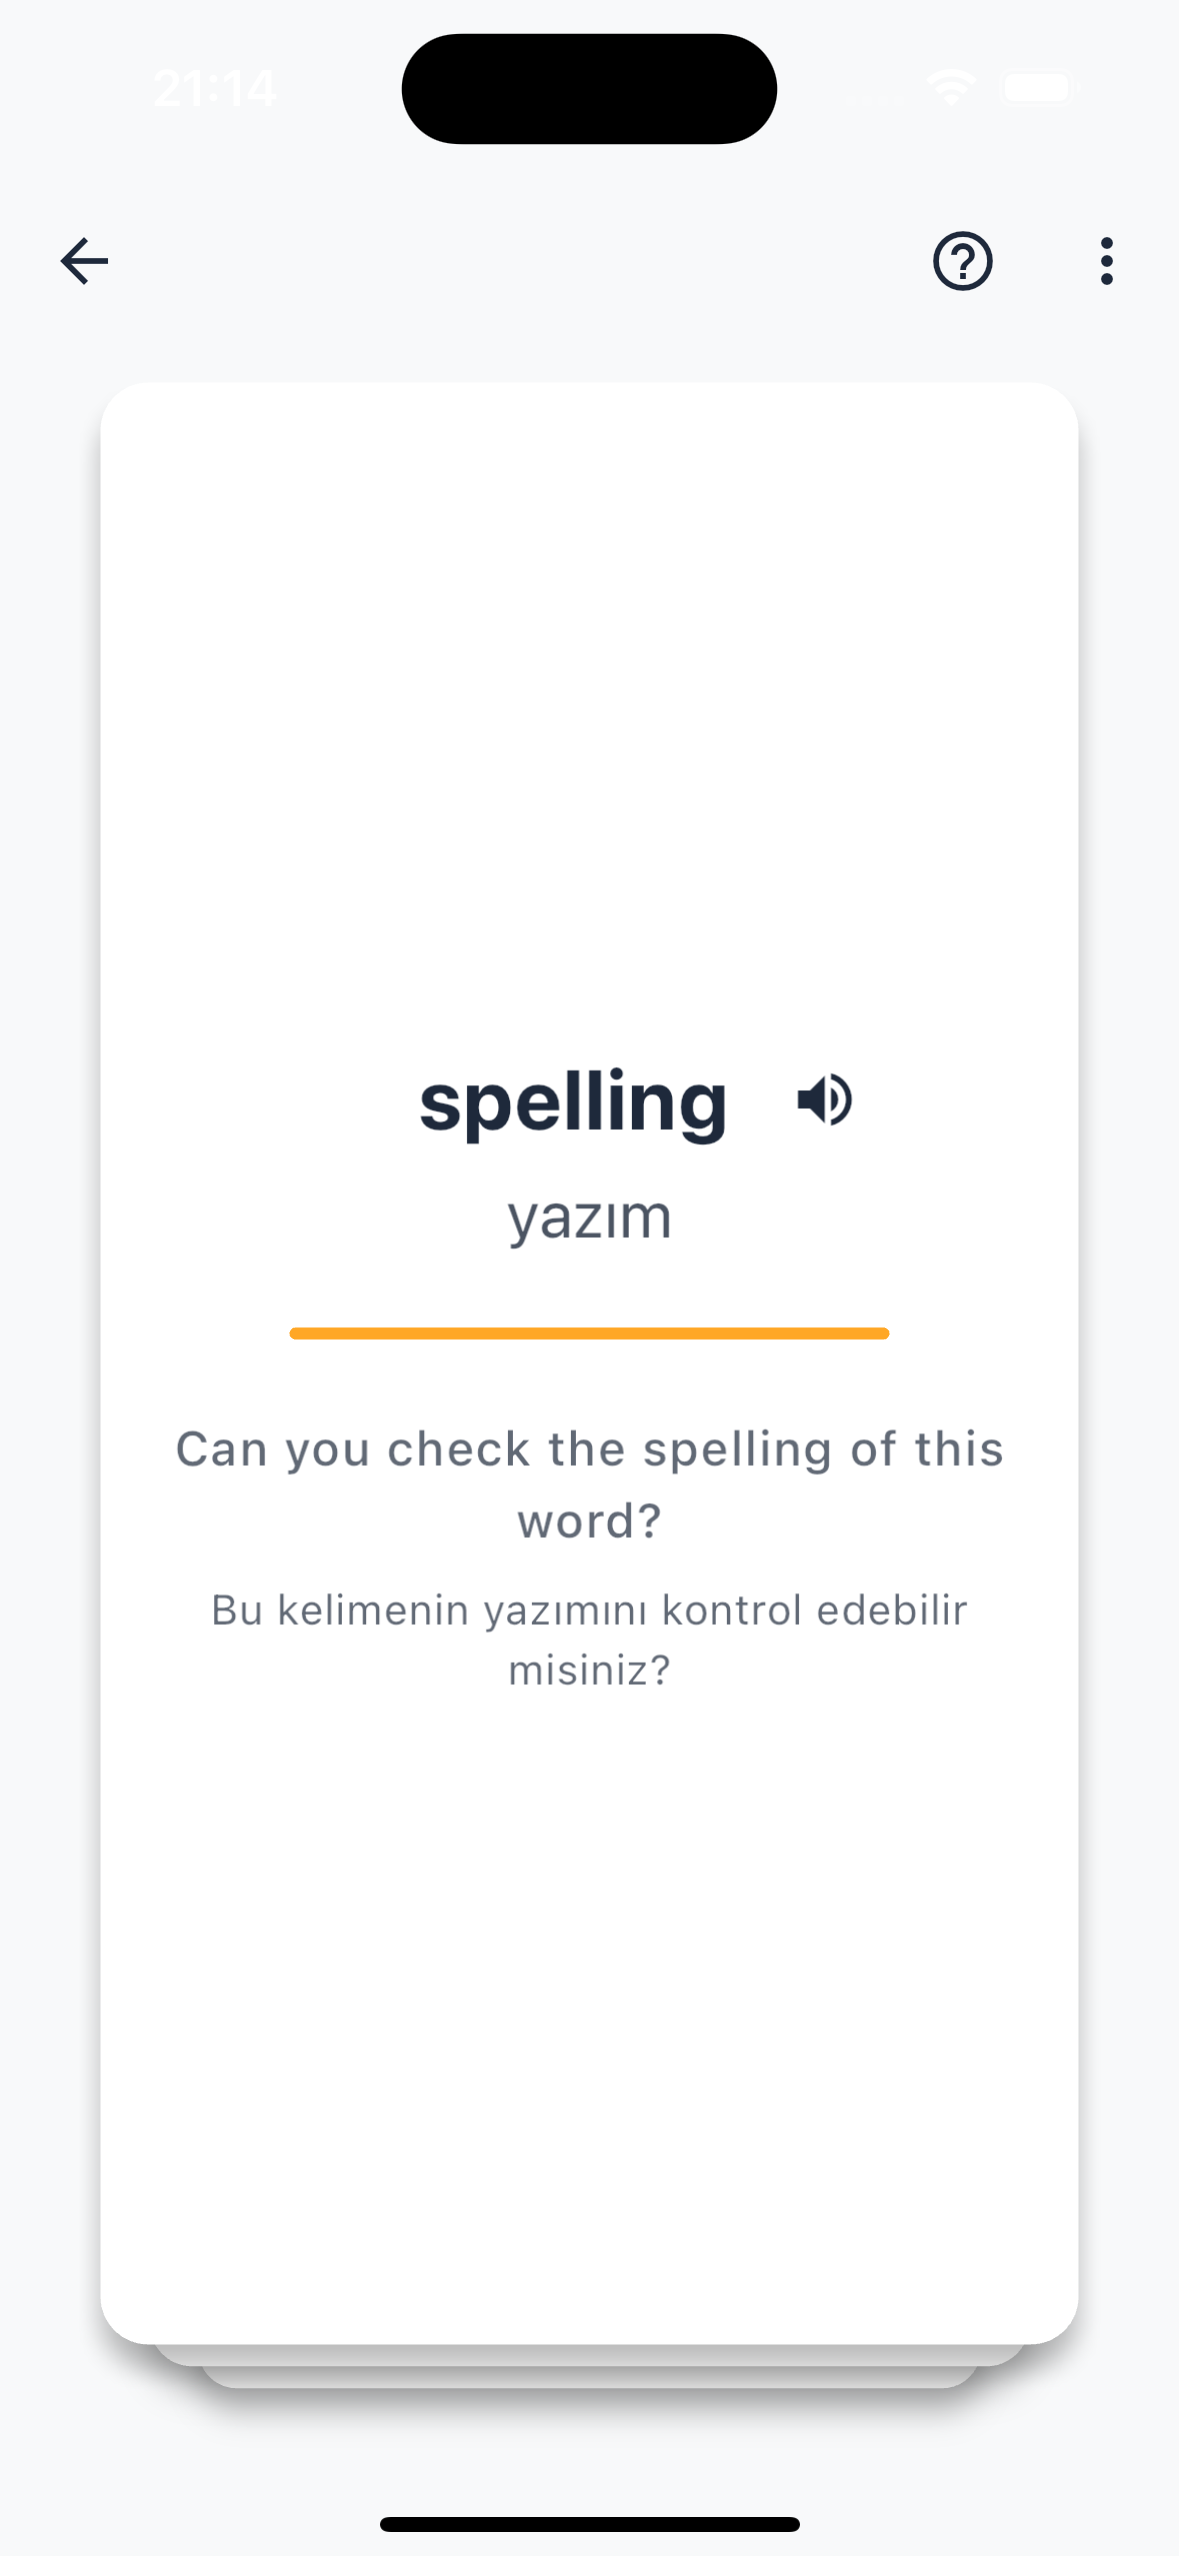 21:14
spelling
yazım
Can you check the spelling of this
word?
Bu kelimenin yazımını kontrol edebilir
misiniz?